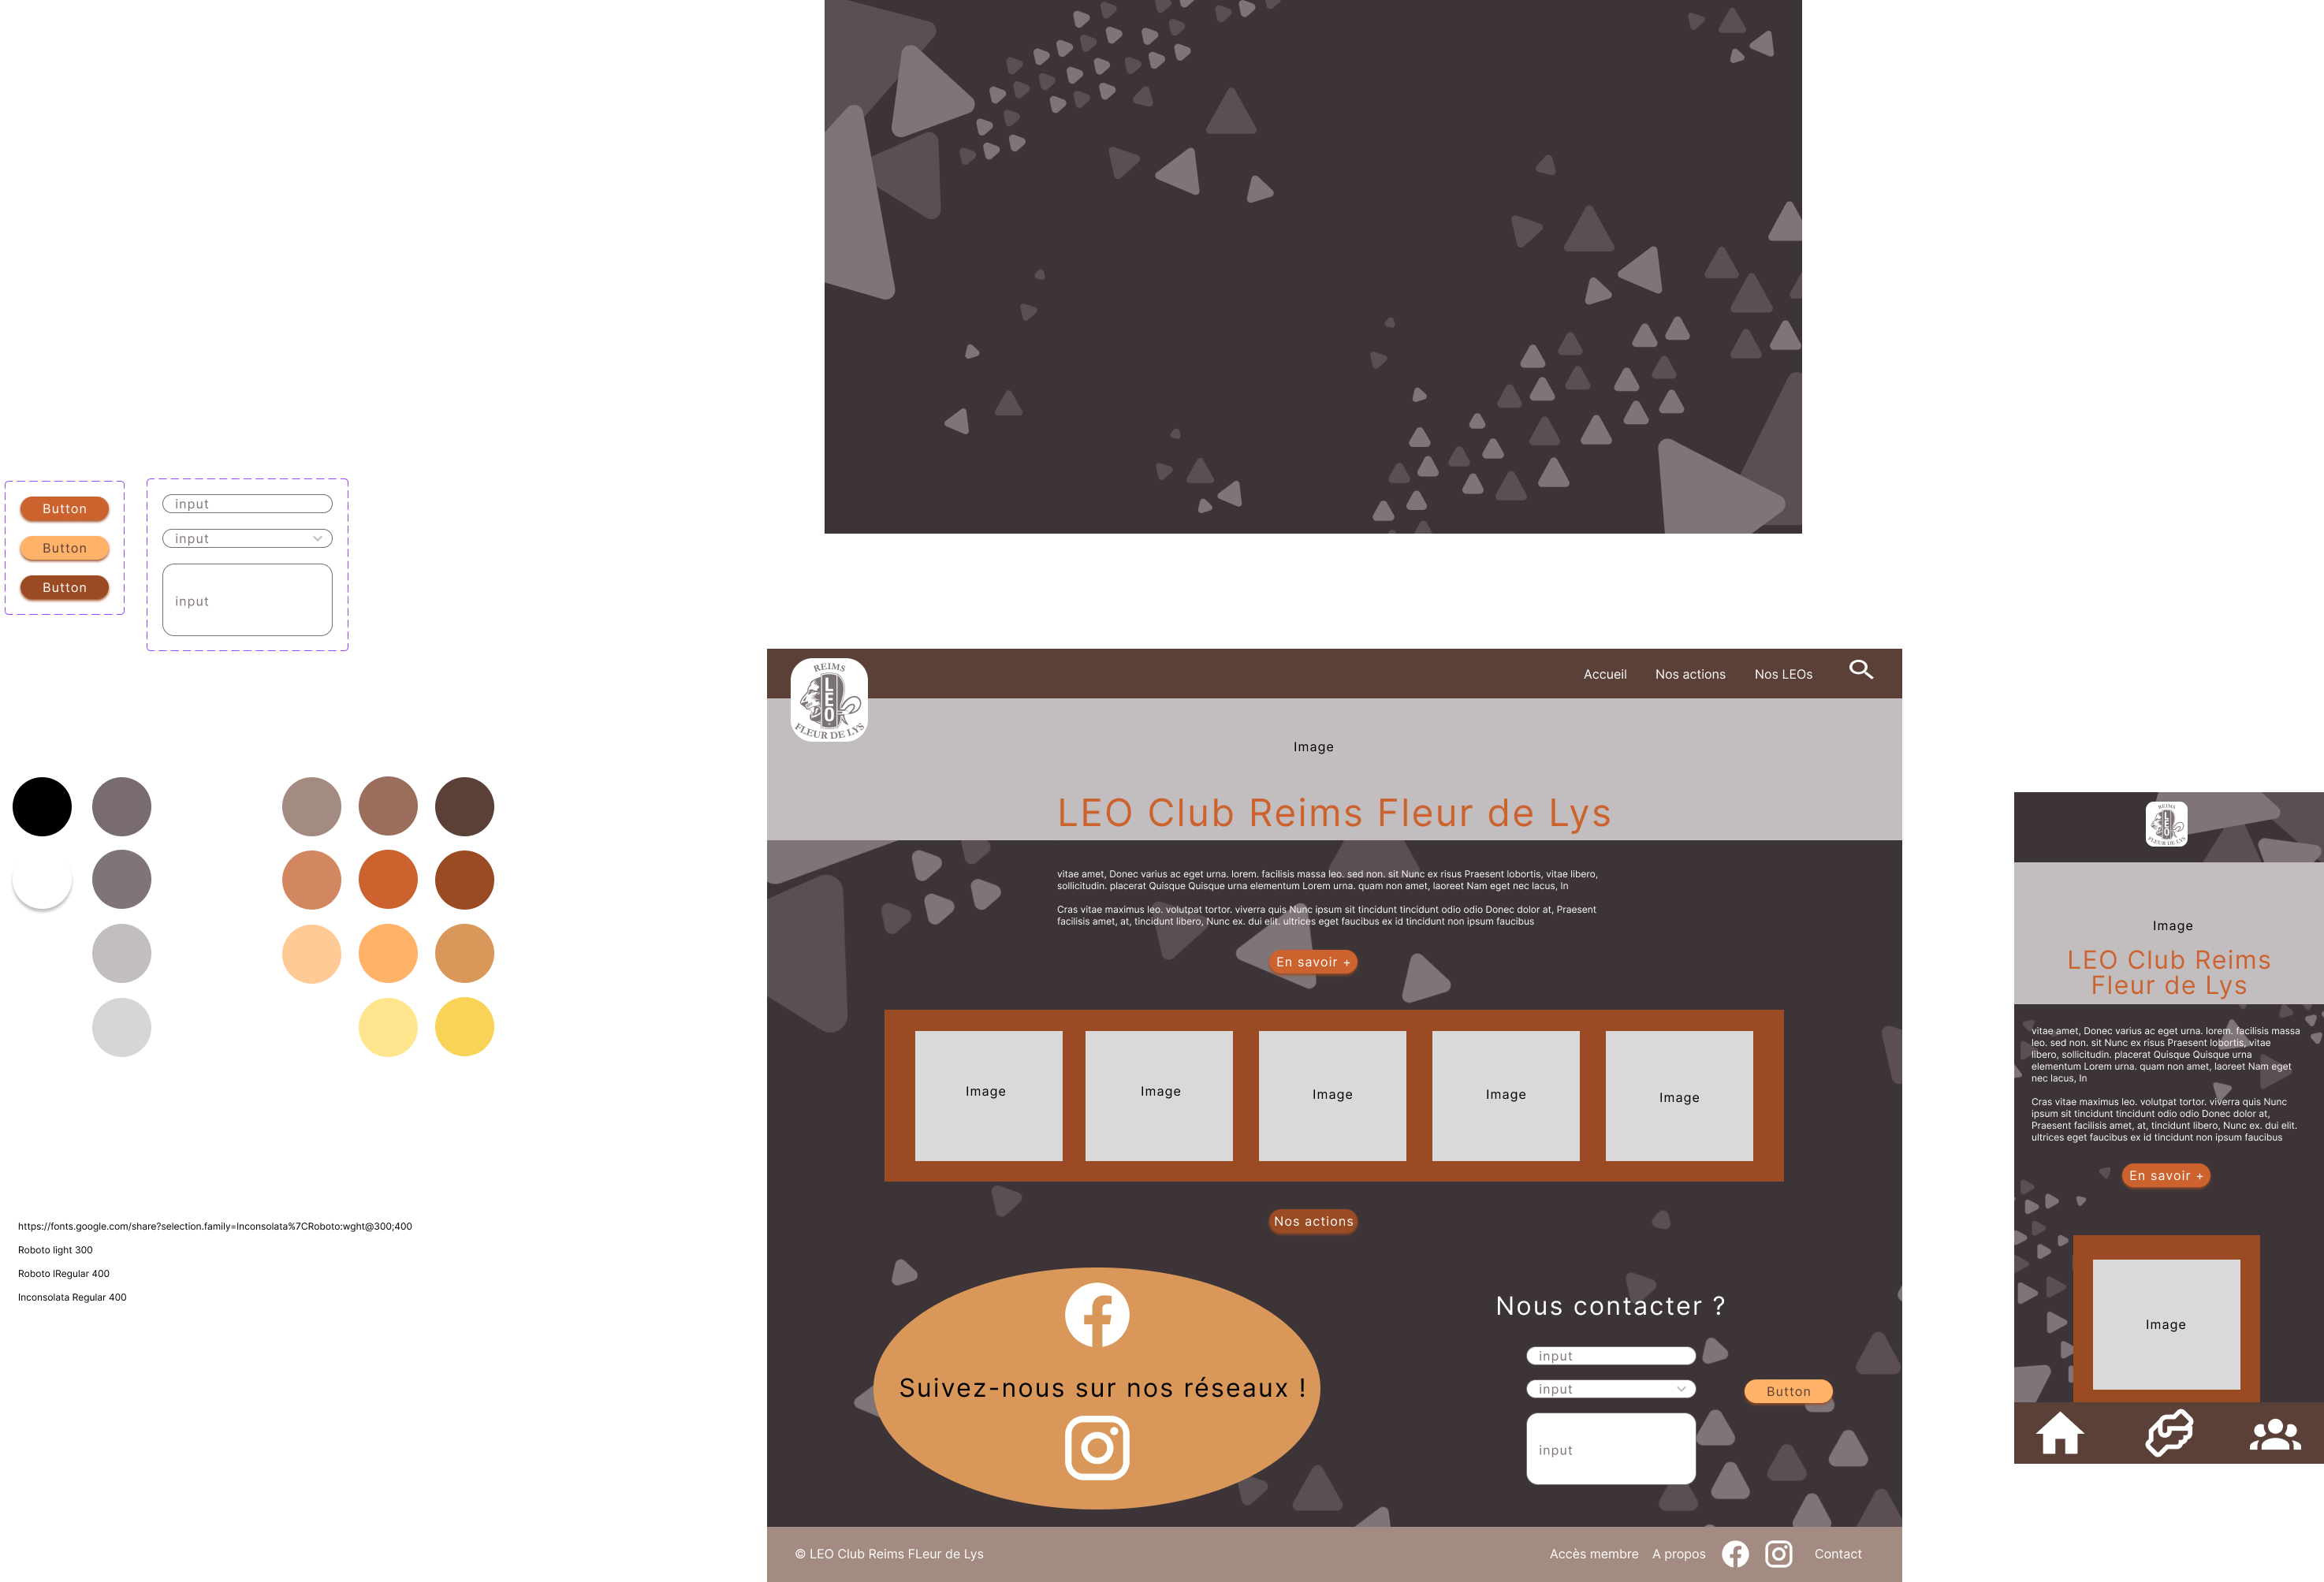 Button
Button
Button
input
input
input
https://fonts.google.com/share?selection.family=Inconsolata%7CRoboto:wght@300;400
Roboto light 300
Roboto lRegular 400
Inconsolata Regular 400
REIMS
LEO
FLEUR DE LYS
Accueil
Nos actions
Nos LEOs
Image
LEO Club Reims Fleur de Lys
vitae amet, Donec varius ac eget urna. lorem. facilisis massa leo. sed non. sit Nunc ex risus Praesent lobortis, vitae libero,
sollicitudin. placerat Quisque Quisque urna elementum Lorem urna. quam non amet, laoreet Nam eget nec lacus, In
Cras vitae maximus leo. volutpat tortor. viverra quis Nunc ipsum sit tincidunt tincidunt odio odio Donec dolor at, Praesent
facilisis amet, at, tincidunt libero, Nunc ex. dui elit. ultrices eget faucibus ex id tincidunt non ipsum faucibus
En savoir +
Image
Image
Image
Image
Image
Nos actions
Suivez-nous sur nos réseaux !
Nous contacter ?
input
input
input
Button
© LEO Club Reims FLeur de Lys
Accès membre
A propos
Contact
REIMS
LEO
FLEUR DE LYS
Image
LEO Club Reims
Fleur de Lys
vitae amet, Donec varius ac eget urna. lorem. facilisis massa
leo. sed non. sit Nunc ex risus Praesent lobortis, vitae
libero, sollicitudin. placerat Quisque Quisque urna
elementum Lorem urna. quam non amet, laoreet Nam eget
nec lacus, In
Cras vitae maximus leo. volutpat tortor. viverra quis Nunc
ipsum sit tincidunt tincidunt odio odio Donec dolor at,
Praesent facilisis amet, at, tincidunt libero, Nunc ex. dui elit.
ultrices eget faucibus ex id tincidunt non ipsum faucibus
En savoir +
Image